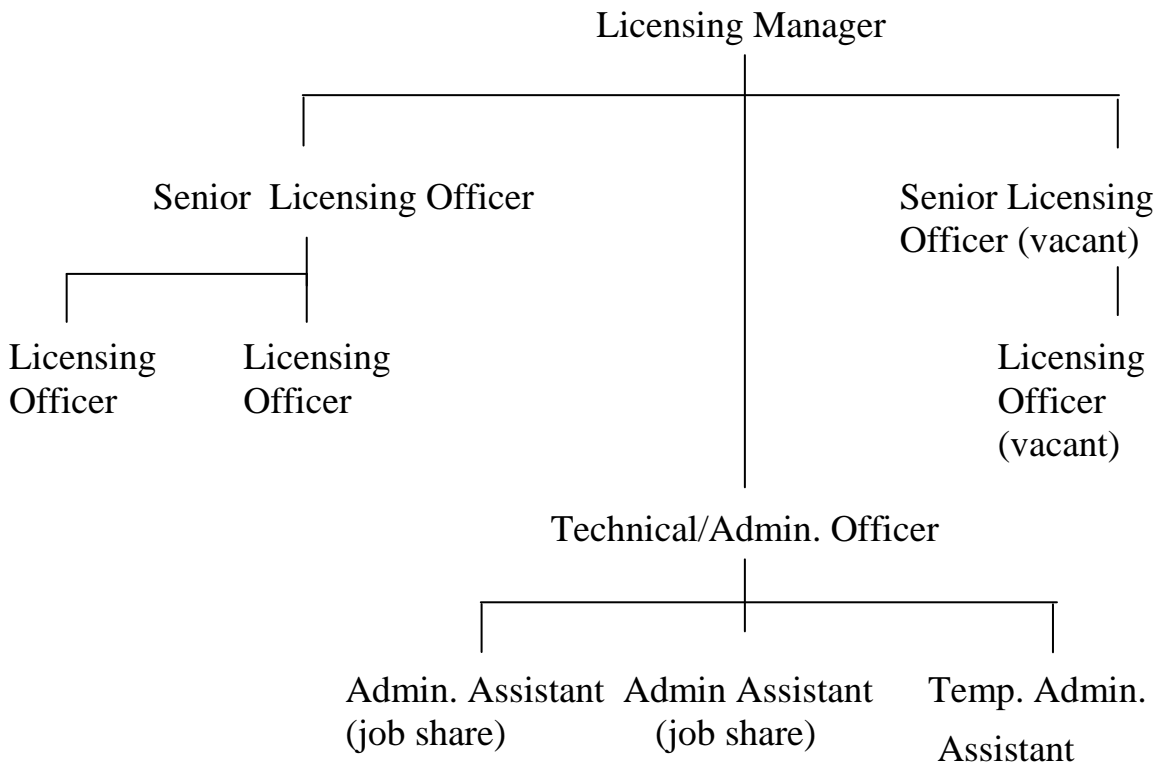 Licensing Manager
Senior Licensing Officer
Senior Licensing
Officer (vacant)
Licensing
Officer
Licensing
Officer
Licensing
Officer
(vacant)
Technical/Admin. Officer
Admin. Assistant
(job share)
Admin Assistant
(job share)
Temp. Admin.
Assistant